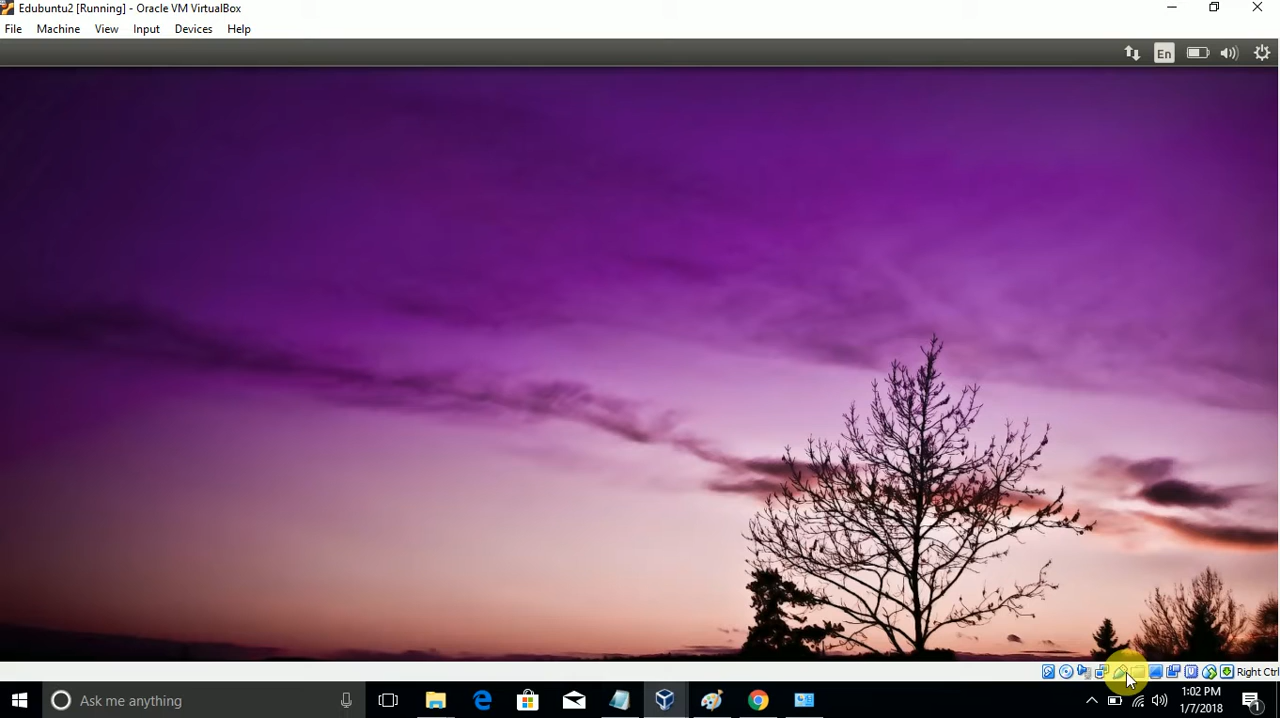 Edubuntu2 [Running] - Oracle VM VirtualBox
File Machine View Input Devices Help
En
Right Ctrl
Ask me anything
1:02 PM
1/7/2018
1